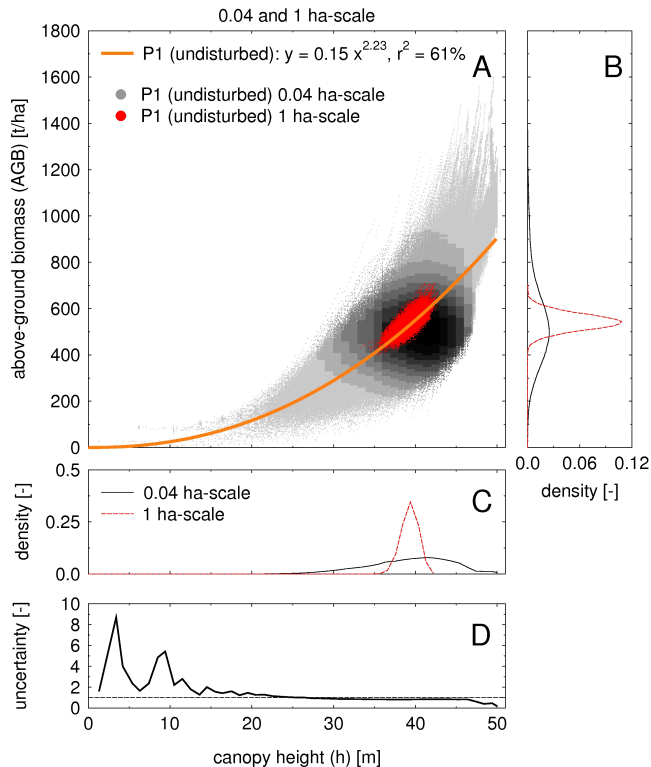 0.04 and 1 ha-scale
1800
1600
1400
1200
1000
800
600
400
200
0
above-ground biomass (AGB) [t/ha]
P1 (undisturbed): y = 0.15 x^2.23, r^2 = 61%
P1 (undisturbed) 0.04 ha-scale
P1 (undisturbed) 1 ha-scale
A
B
0.0 0.06 0.12
density [-]
0.5
0.25
0.0
density [-]
0.04 ha-scale
1 ha-scale
C
10
8
6
4
2
0
uncertainty [-]
D
0 10 20 30 40 50
canopy height (h) [m]